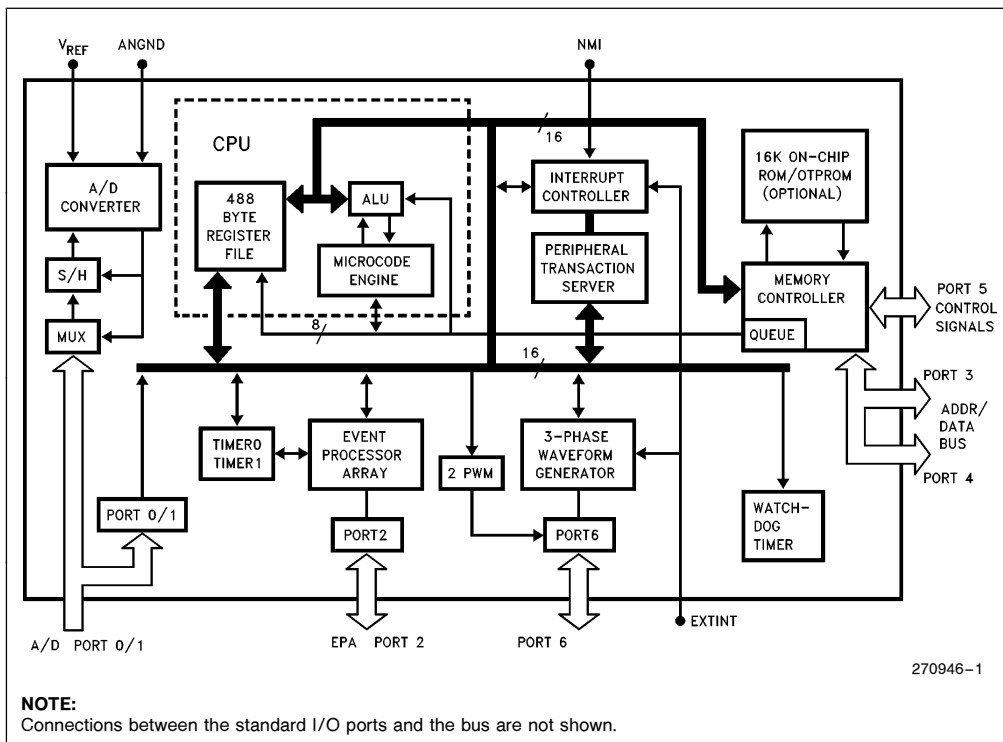 VREF
ANGND
NMI
CPU
16
A/D
CONVERTER
488
BYTE
REGISTER
FILE
ALU
INTERRUPT
CONTROLLER
16K ON-CHIP
ROM/OTPROM
(OPTIONAL)
S/H
MICROCODE
ENGINE
PERIPHERAL
TRANSACTION
SERVER
MEMORY
CONTROLLER
QUEUE
PORT 5
CONTROL
SIGNALS
MUX
8
16
PORT 3
ADDR/
DATA
BUS
PORT 4
TIMER0
TIMER1
EVENT
PROCESSOR
ARRAY
2 PWM
3-PHASE
WAVEFORM
GENERATOR
PORT 0/1
PORT2
PORT6
WATCH-
DOG
TIMER
A/D PORT 0/1
EPA PORT 2
PORT 6
EXTINT
270946–1
NOTE:
Connections between the standard I/O ports and the bus are not shown.